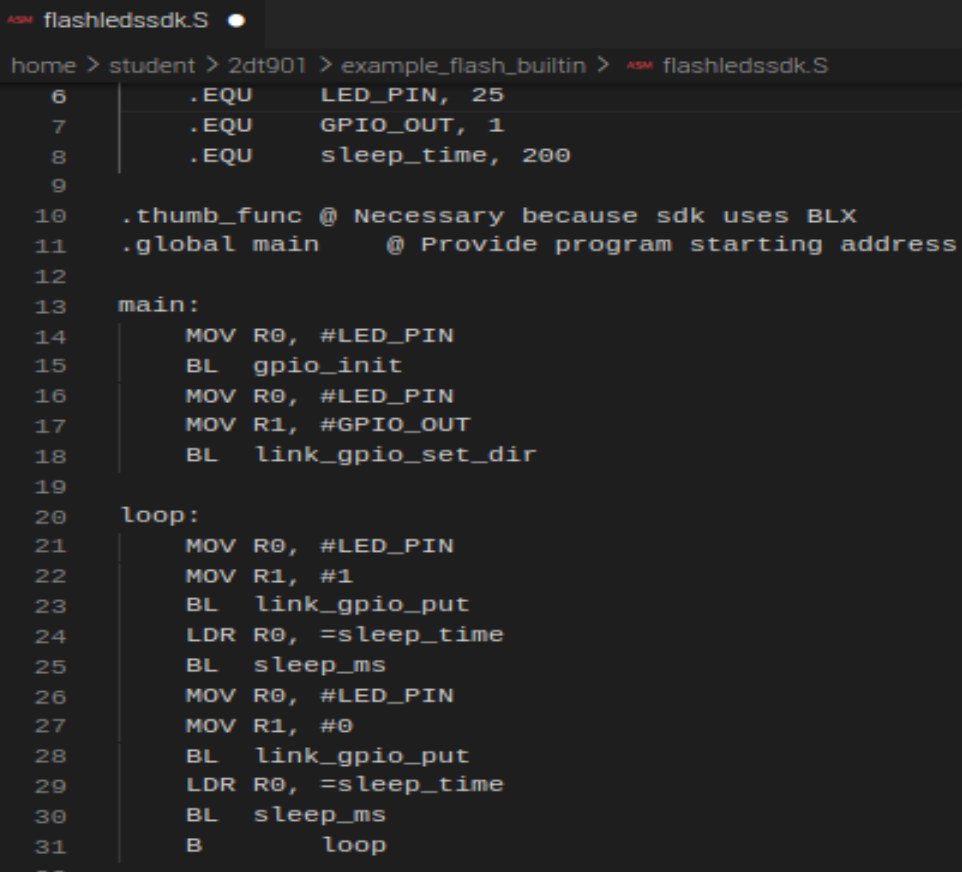 ASM flashledssdk.S ●
home > student > 2dt901 > example_flash_builtin > ASM flashledssdk.S
6 .EQU LED_PIN, 25
7 .EQU GPIO_OUT, 1
8 .EQU sleep_time, 200
9
10 .thumb_func @ Necessary because sdk uses BLX
11 .global main @ Provide program starting address
12
13 main:
14 MOV R0, #LED_PIN
15 BL gpio_init
16 MOV R0, #LED_PIN
17 MOV R1, #GPIO_OUT
18 BL link_gpio_set_dir
19
20 loop:
21 MOV R0, #LED_PIN
22 MOV R1, #1
23 BL link_gpio_put
24 LDR R0, =sleep_time
25 BL sleep_ms
26 MOV R0, #LED_PIN
27 MOV R1, #0
28 BL link_gpio_put
29 LDR R0, =sleep_time
30 BL sleep_ms
31 B loop